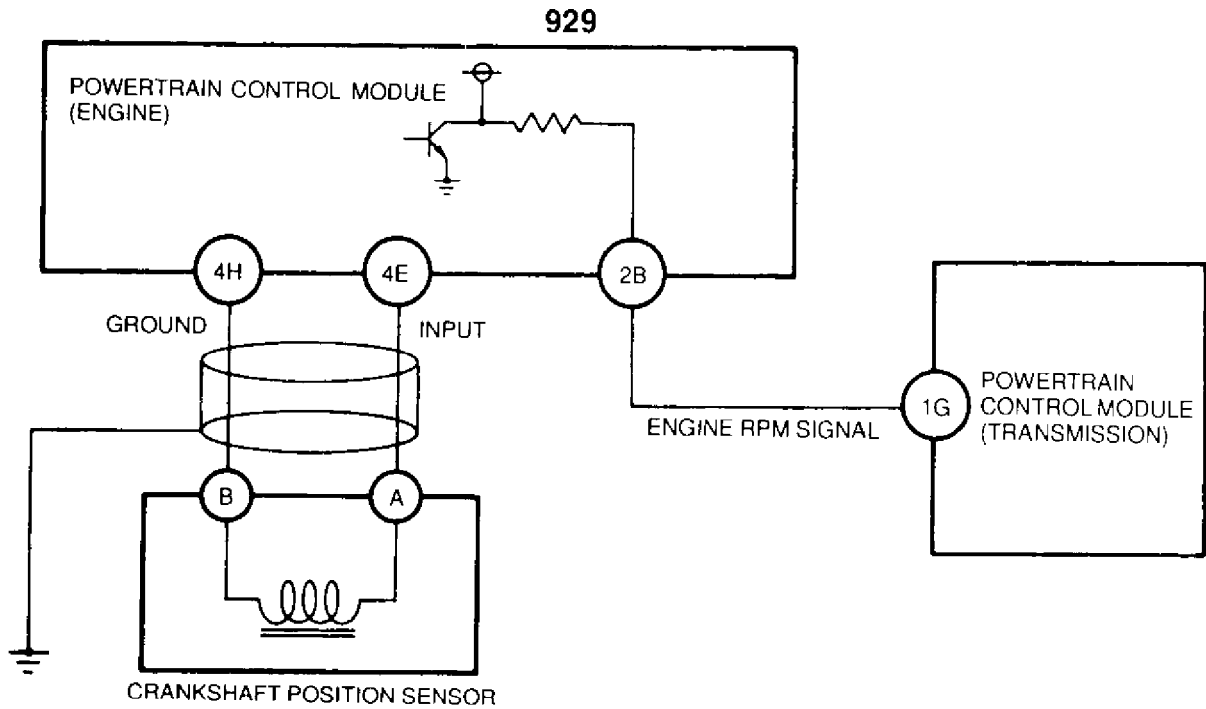 929
POWERTRAIN CONTROL MODULE
(ENGINE)
4H
4E
2B
GROUND
INPUT
1G
POWERTRAIN
CONTROL MODULE
(TRANSMISSION)
ENGINE RPM SIGNAL
B
A
CRANKSHAFT POSITION SENSOR